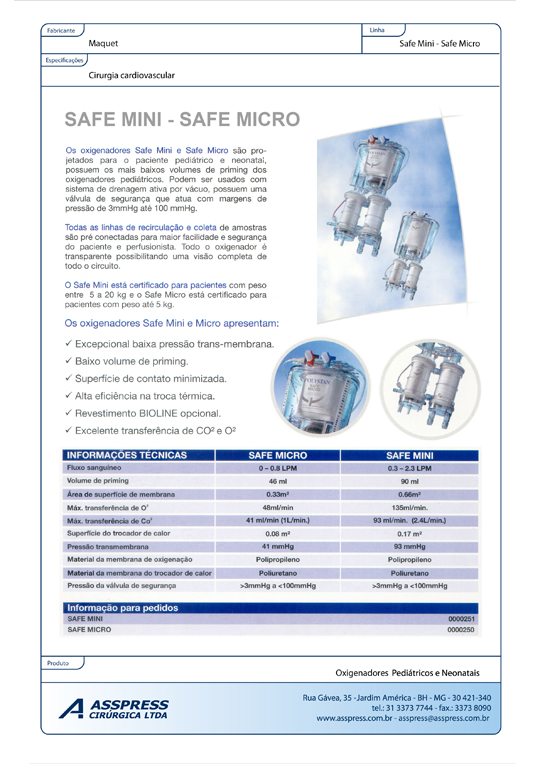 Fabricante
Maquet
Linha
Safe Mini - Safe Micro
Especificações
Cirurgia cardiovascular
SAFE MINI - SAFE MICRO
Os oxigenadores Safe Mini e Safe Micro são pro-
jetados para o paciente pediátrico e neonatal,
possuem os mais baixos volumes de priming dos
oxigenadores pediátricos. Podem ser usados com
sistema de drenagem ativa por vácuo, possuem uma
válvula de segurança que atua com margens de
pressão de 3mmHg até 100 mmHg.
Todas as linhas de recirculação e coleta de amostras
são pré conectadas para maior facilidade e segurança
do paciente e perfusionista. Todo o oxigenador é
transparente possibilitando uma visão completa de
todo o circuito.
O Safe Mini está certificado para pacientes com peso
entre 5 a 20 kg e o Safe Micro está certificado para
pacientes com peso até 5 kg.
Os oxigenadores Safe Mini e Micro apresentam:
✓ Excepcional baixa pressão trans-membrana.
✓ Baixo volume de priming.
✓ Superfície de contato minimizada.
✓ Alta eficiência na troca térmica.
✓ Revestimento BIOLINE opcional.
✓ Excelente transferência de CO² e O²
POLYSTAN
SAFE
MICRO
INFORMAÇÕES TÉCNICAS SAFE MICRO SAFE MINI
Fluxo sanguíneo 0 – 0.8 LPM 0.3 – 2.3 LPM
Volume de priming 46 ml 90 ml
Área de superfície de membrana 0.33m² 0.66m²
Máx. transferência de O² 48ml/min 135ml/min.
Máx. transferência de Co² 41 ml/min (1L/min.) 93 ml/min. (2.4L/min.)
Superfície do trocador de calor 0.08 m² 0.17 m²
Pressão transmembrana 41 mmHg 93 mmHg
Material da membrana de oxigenação Polipropileno Polipropileno
Material da membrana do trocador de calor Poliuretano Poliuretano
Pressão da válvula de segurança >3mmHg a <100mmHg >3mmHg a <100mmHg
Informação para pedidos
SAFE MINI 0000251
SAFE MICRO 0000250
Produto
Oxigenadores Pediátricos e Neonatais
ASSPRESS
CIRÚRGICA LTDA
Rua Gávea, 35 -Jardim América - BH - MG - 30 421-340
tel.: 31 3373 7744 - fax.: 3373 8090
www.asspress.com.br - asspress@asspress.com.br